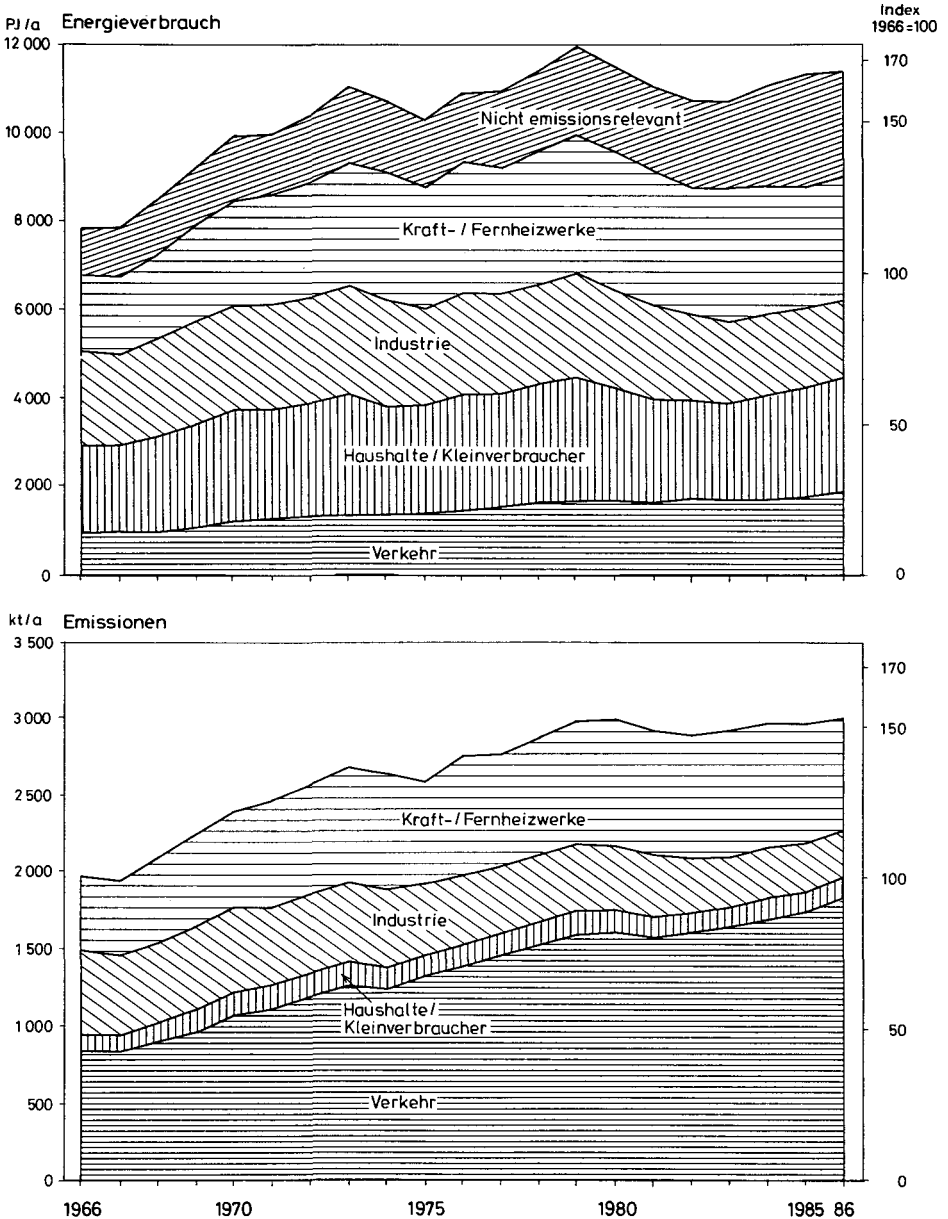 PJ/a Energieverbrauch
Index
1966=100
12 000
10 000
8 000
6 000
4 000
2 000
0
170
150
100
50
0
Nicht emissionsrelevant
Kraft-/Fernheizwerke
Industrie
Haushalte/Kleinverbraucher
Verkehr
kt/a Emissionen
3 500
3 000
2 500
2 000
1 500
1 000
500
0
170
150
100
50
0
Kraft-/Fernheizwerke
Industrie
Haushalte/
Kleinverbraucher
Verkehr
1966 1970 1975 1980 1985 86